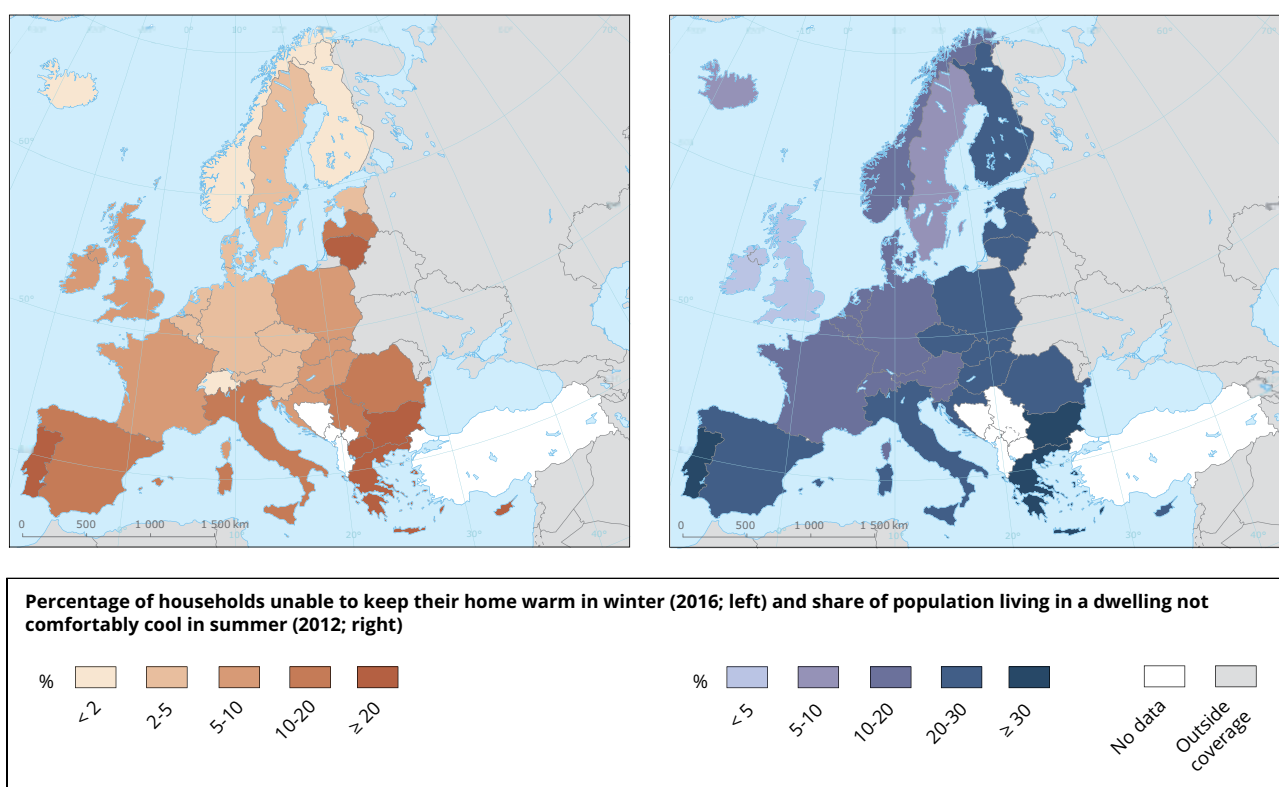 0 500 1 000 1 500 km
0 500 1 000 1 500 km
Percentage of households unable to keep their home warm in winter (2016; left) and share of population living in a dwelling not
comfortably cool in summer (2012; right)
% < 2 2-5 5-10 10-20 ≥ 20
% < 5 5-10 10-20 20-30 ≥ 30
No data
Outside
coverage